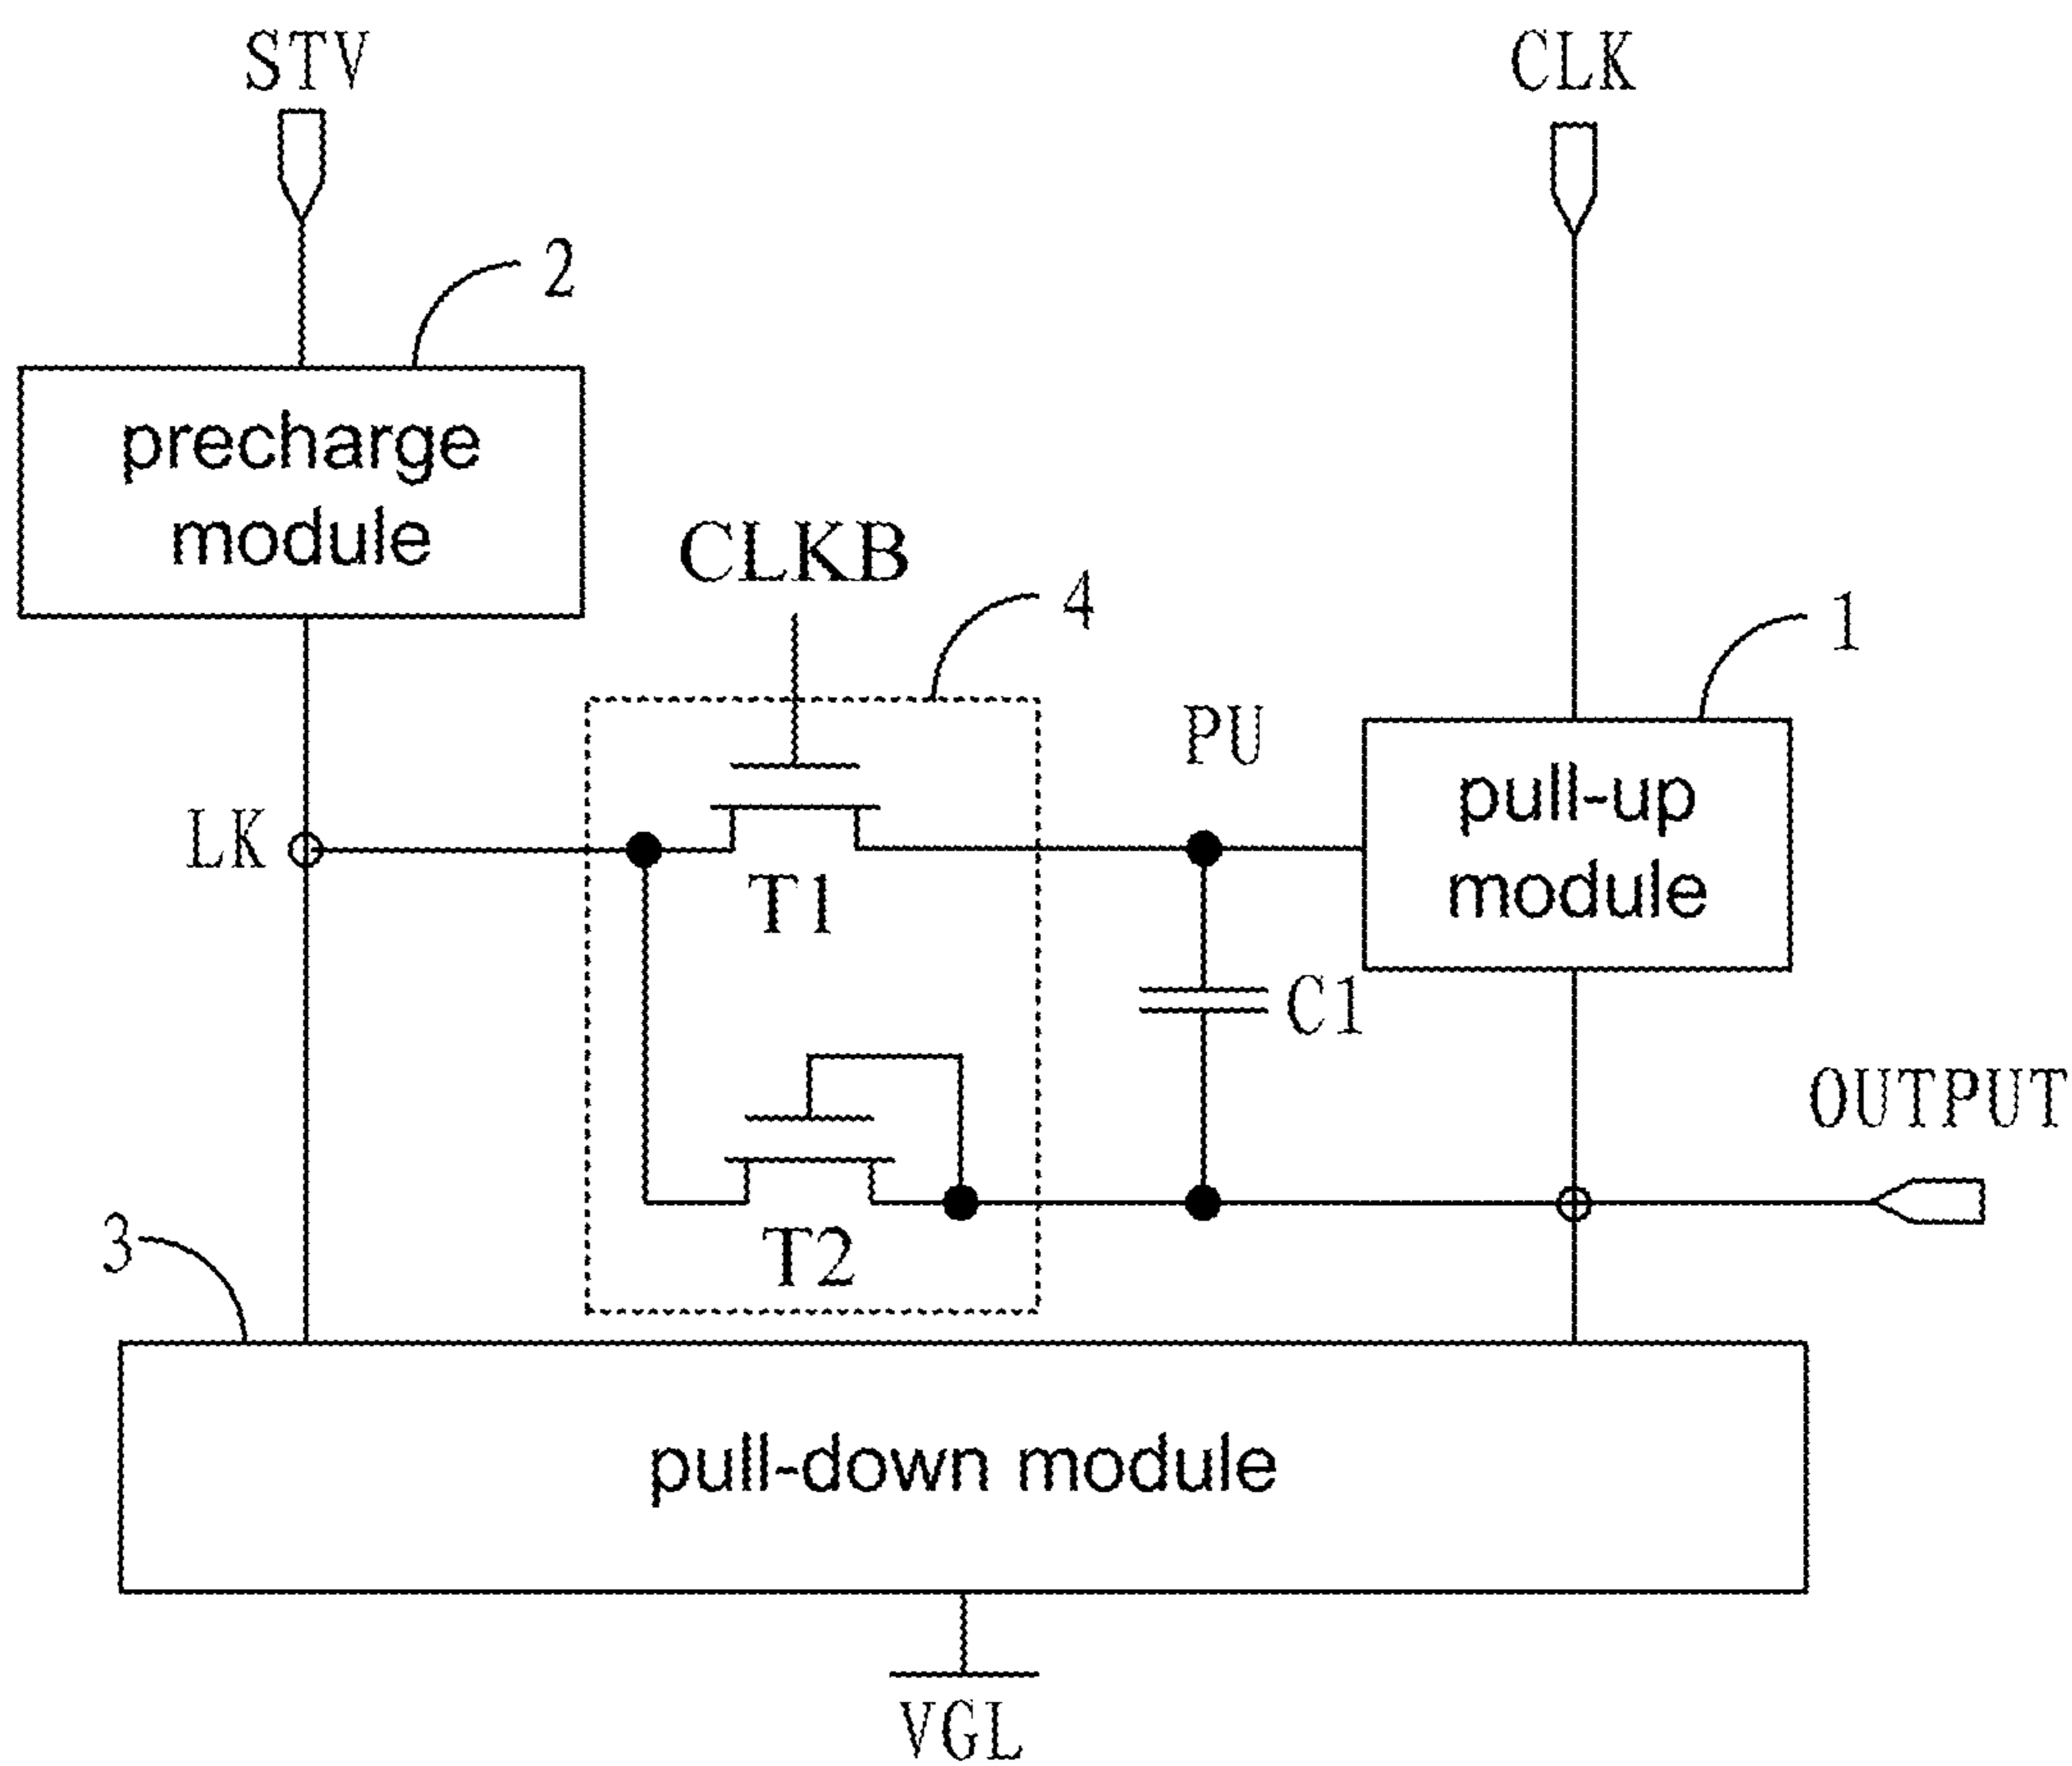 STV
CLK
2
precharge
module
CLKB
4
1
PU
pull-up
module
LK
T1
C1
OUTPUT
3
T2
pull-down module
VGL